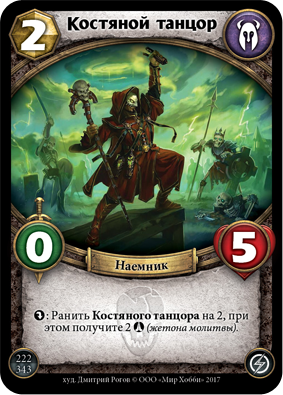 2
Костяной танцор
0
5
Наемник
: Ранить Костяного танцора на 2, при
этом получите 2 (жетона молитвы).
222
343
худ. Дмитрий Рогов © ООО «Мир Хобби» 2017